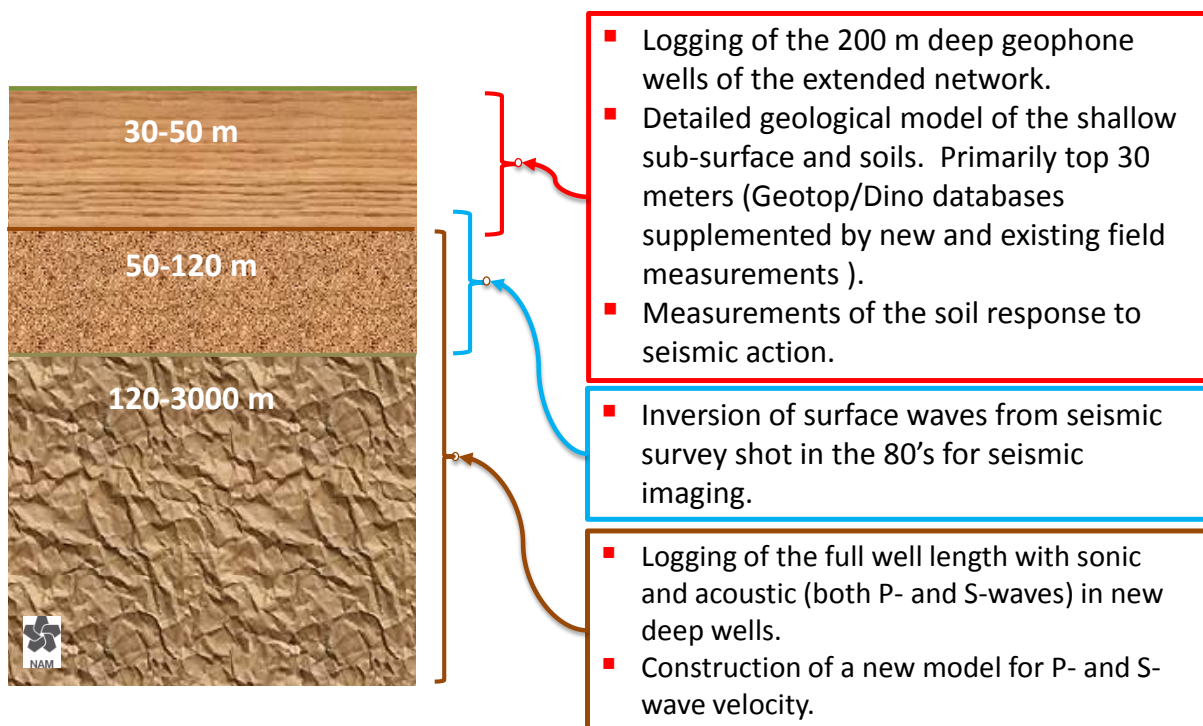 30-50 m
50-120 m
120-3000 m
NAM
▪ Logging of the 200 m deep geophone
wells of the extended network.
▪ Detailed geological model of the shallow
sub-surface and soils.  Primarily top 30
meters (Geotop/Dino databases
supplemented by new and existing field
measurements ).
▪ Measurements of the soil response to
seismic action.
▪ Inversion of surface waves from seismic
survey shot in the 80’s for seismic
imaging.
▪ Logging of the full well length with sonic
and acoustic (both P- and S-waves) in new
deep wells.
▪ Construction of a new model for P- and S-
wave velocity.